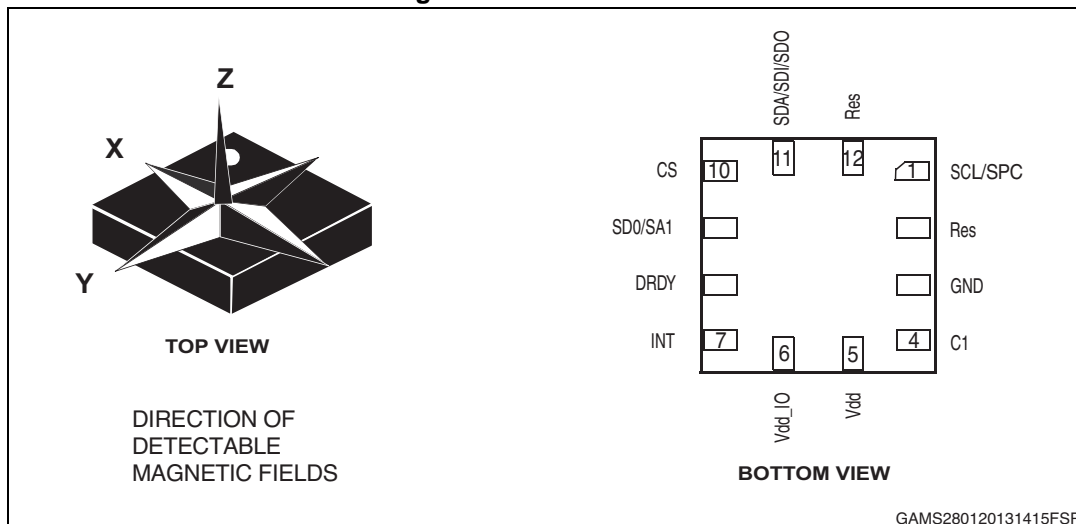 Z
X
Y
TOP VIEW
DIRECTION OF
DETECTABLE
MAGNETIC FIELDS
SDA/SDI/SDO
Res
CS
10
11
12
1
SCL/SPC
SD0/SA1
Res
DRDY
GND
INT
7
6
5
4
C1
Vdd_IO
Vdd
BOTTOM VIEW